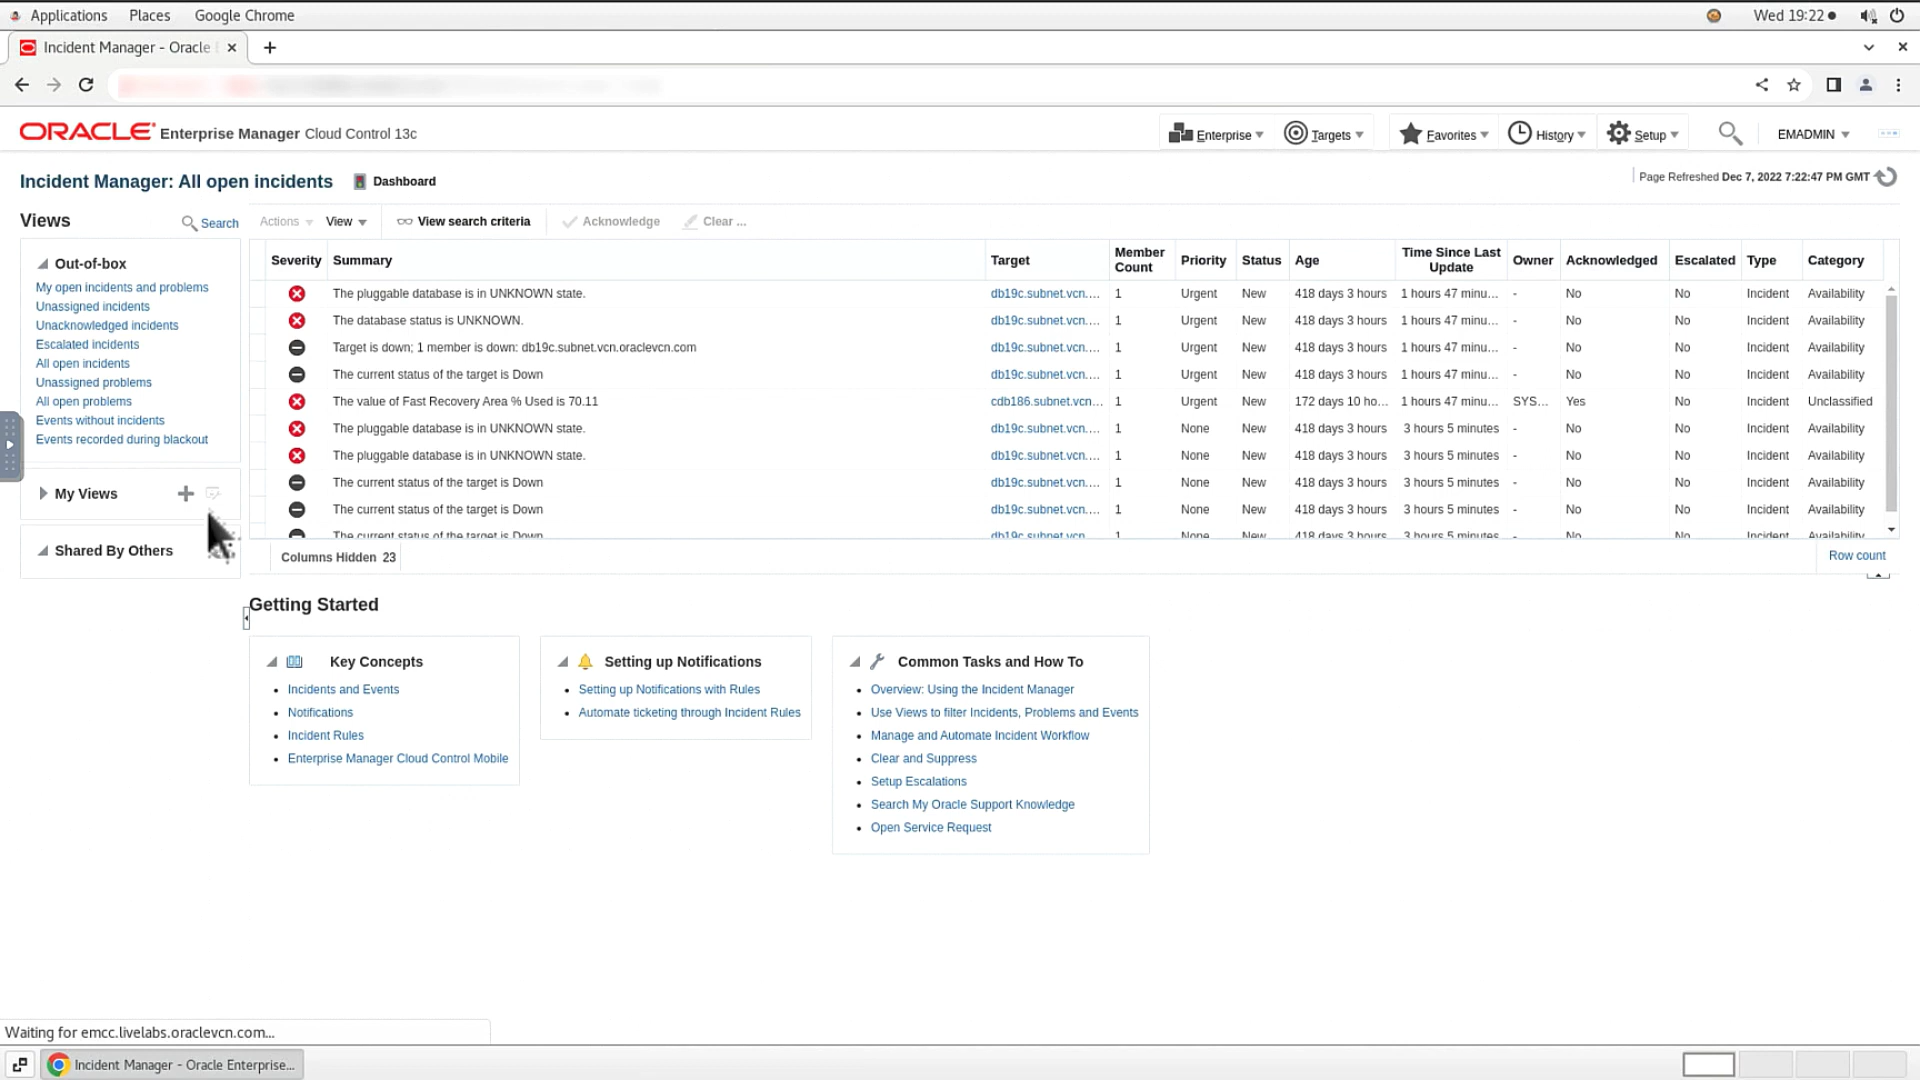 Applications Places Google Chrome Wed 19:22
Incident Manager - Oracle
ORACLE Enterprise Manager Cloud Control 13c Enterprise Targets Favorites History Setup EMADMIN
Incident Manager: All open incidents Dashboard Page Refreshed Dec 7, 2022 7:22:47 PM GMT
Views Search Actions View View search criteria Acknowledge Clear ...
Out-of-box
My open incidents and problems
Unassigned incidents
Unacknowledged incidents
Escalated incidents
All open incidents
Unassigned problems
All open problems
Events without incidents
Events recorded during blackout
My Views
Shared By Others
Severity Summary Target Member Count Priority Status Age Time Since Last Update Owner Acknowledged Escalated Type Category
The pluggable database is in UNKNOWN state. db19c.subnet.vcn.... 1 Urgent New 418 days 3 hours 1 hours 47 minu... - No No Incident Availability
The database status is UNKNOWN. db19c.subnet.vcn.... 1 Urgent New 418 days 3 hours 1 hours 47 minu... - No No Incident Availability
Target is down; 1 member is down: db19c.subnet.vcn.oraclevcn.com db19c.subnet.vcn.... 1 Urgent New 418 days 3 hours 1 hours 47 minu... - No No Incident Availability
The current status of the target is Down db19c.subnet.vcn.... 1 Urgent New 418 days 3 hours 1 hours 47 minu... - No No Incident Availability
The value of Fast Recovery Area % Used is 70.11 cdb186.subnet.vcn... 1 Urgent New 172 days 10 ho... 1 hours 47 minu... SYS... Yes No Incident Unclassified
The pluggable database is in UNKNOWN state. db19c.subnet.vcn.... 1 None New 418 days 3 hours 3 hours 5 minutes - No No Incident Availability
The pluggable database is in UNKNOWN state. db19c.subnet.vcn.... 1 None New 418 days 3 hours 3 hours 5 minutes - No No Incident Availability
The current status of the target is Down db19c.subnet.vcn.... 1 None New 418 days 3 hours 3 hours 5 minutes - No No Incident Availability
The current status of the target is Down db19c.subnet.vcn.... 1 None New 418 days 3 hours 3 hours 5 minutes - No No Incident Availability
The current status of the target is Down db19c.subnet.vcn.... 1 None New 418 days 3 hours 3 hours 5 minutes - No No Incident Availability
Columns Hidden 23 Row count
Getting Started
Key Concepts
Incidents and Events
Notifications
Incident Rules
Enterprise Manager Cloud Control Mobile
Setting up Notifications
Setting up Notifications with Rules
Automate ticketing through Incident Rules
Common Tasks and How To
Overview: Using the Incident Manager
Use Views to filter Incidents, Problems and Events
Manage and Automate Incident Workflow
Clear and Suppress
Setup Escalations
Search My Oracle Support Knowledge
Open Service Request
Waiting for emcc.livelabs.oraclevcn.com...
Incident Manager - Oracle Enterprise...